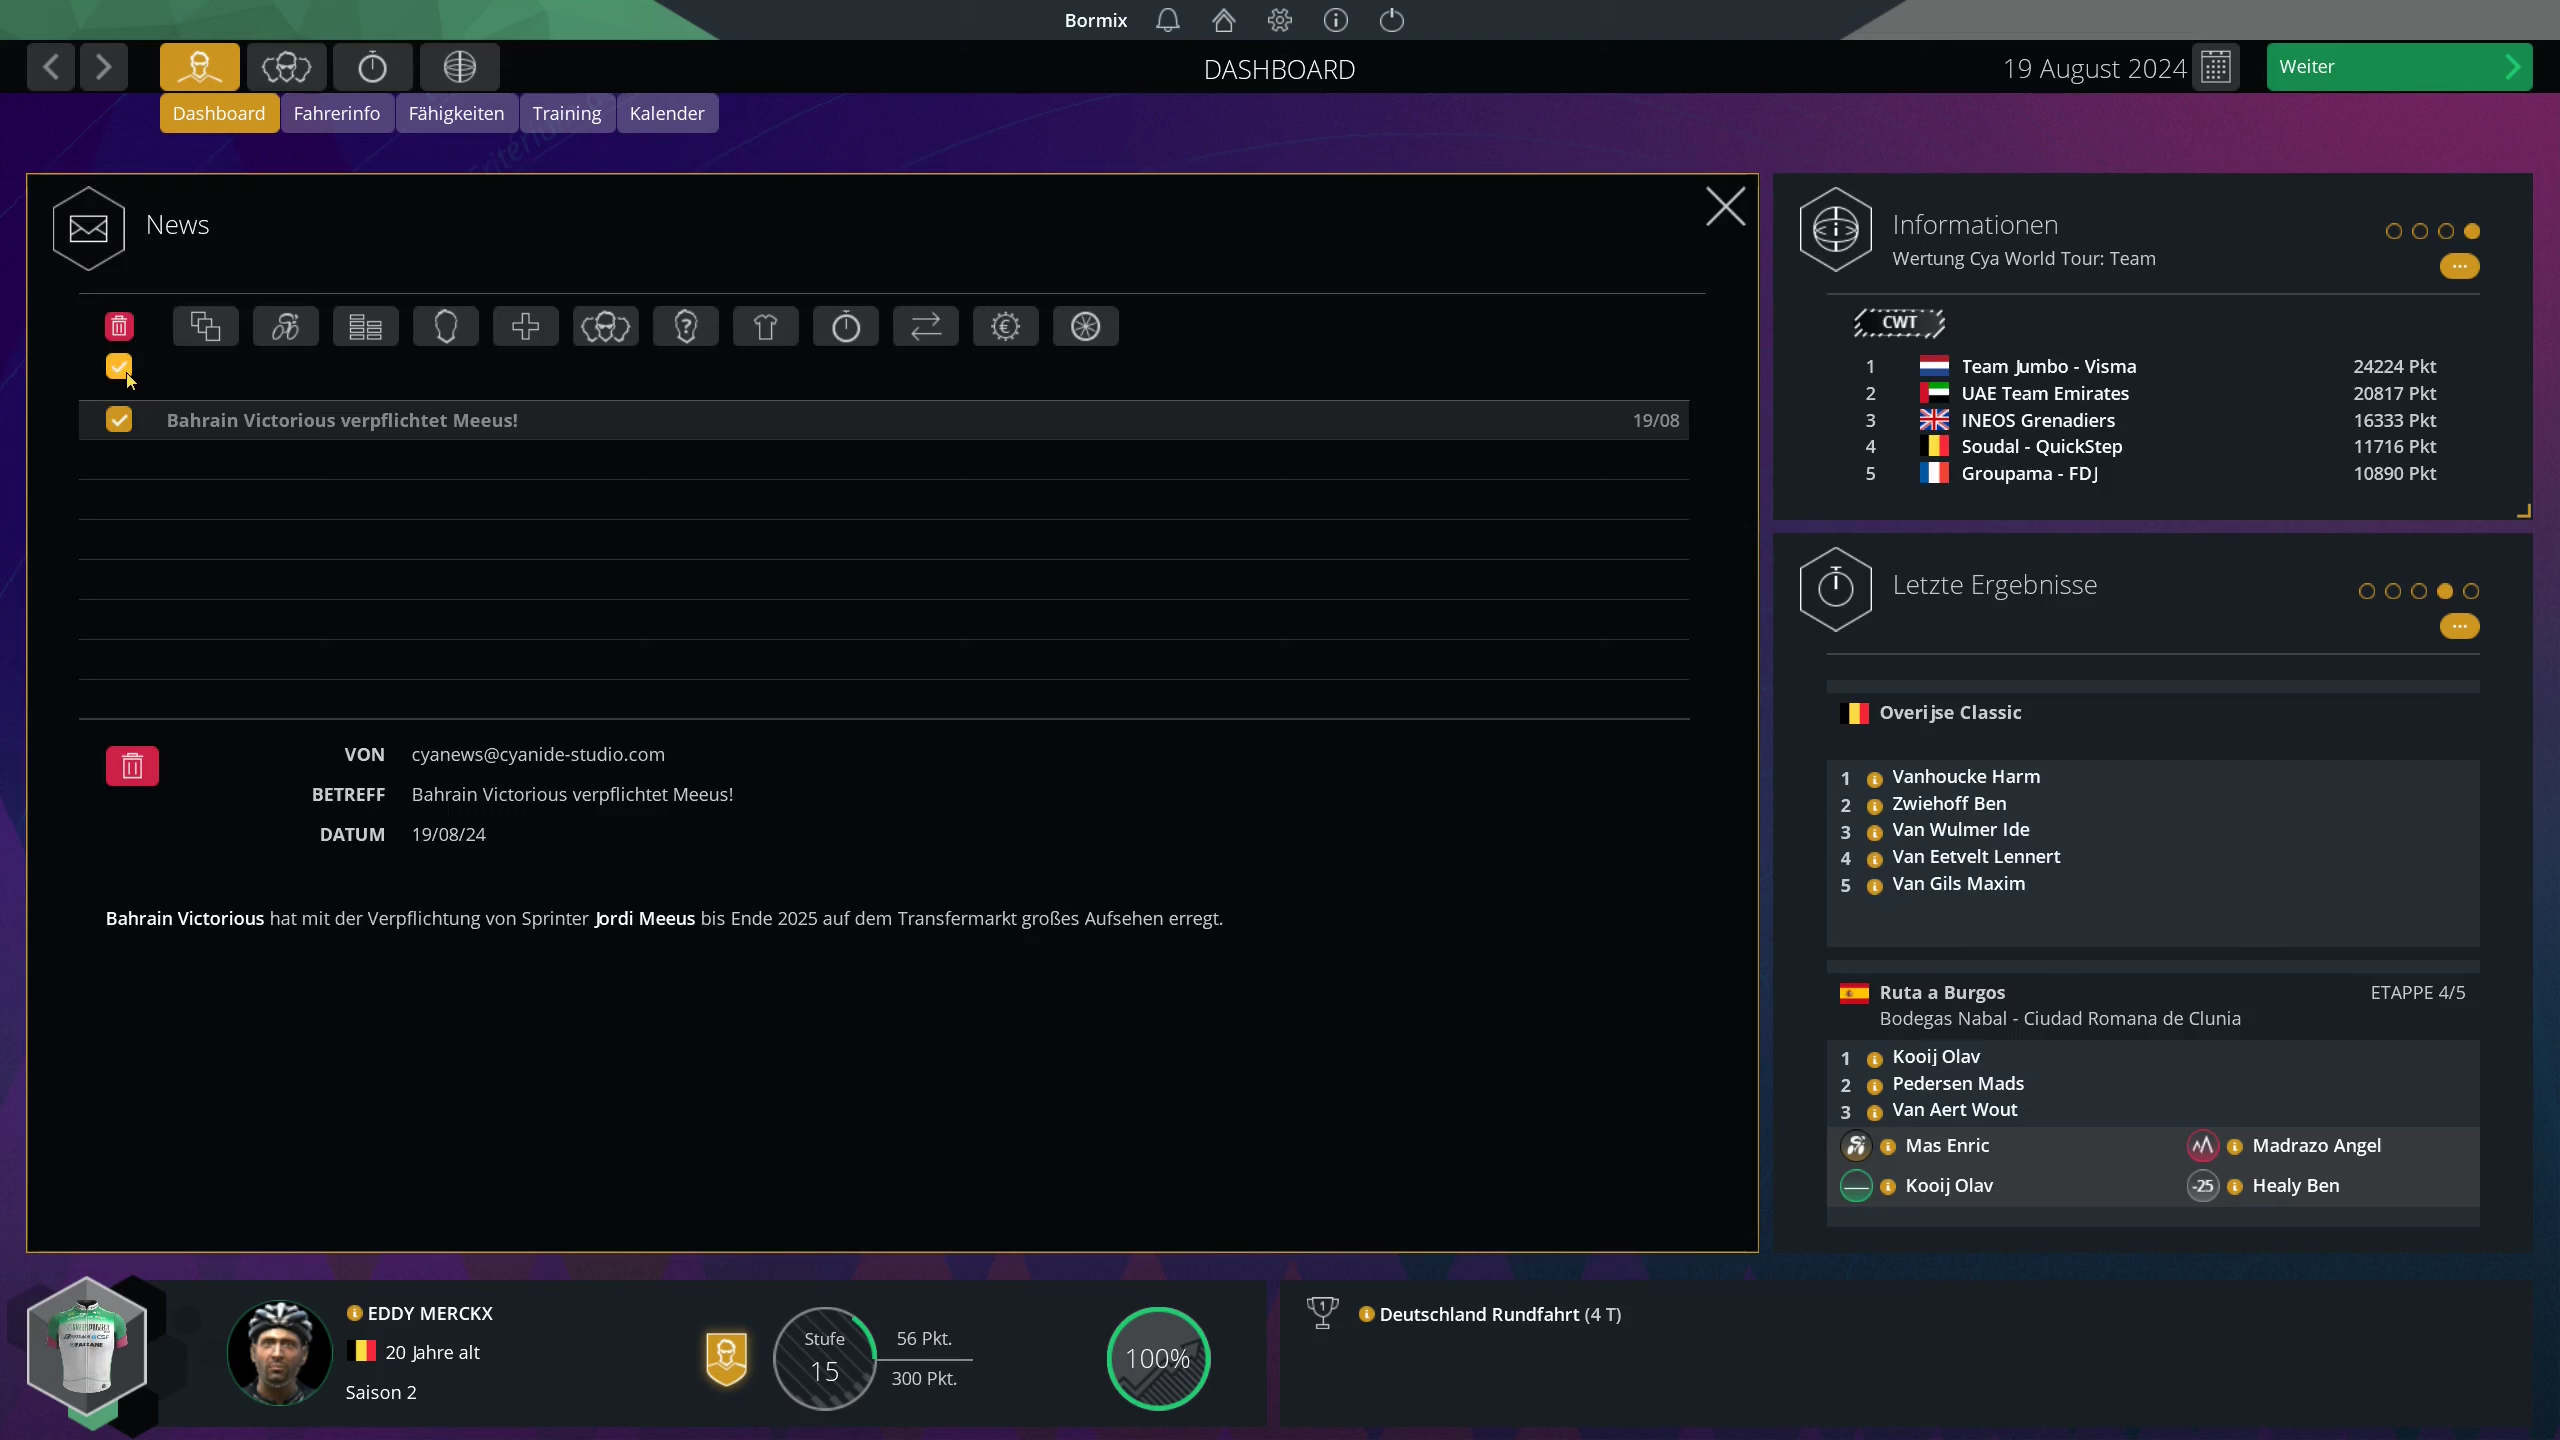 Bormix
DASHBOARD
19 August 2024
Weiter
Dashboard
Fahrerinfo
Fähigkeiten
Training
Kalender
News
Bahrain Victorious verpflichtet Meeus!
19/08
VON cyanews@cyanide-studio.com
BETREFF Bahrain Victorious verpflichtet Meeus!
DATUM 19/08/24
Bahrain Victorious hat mit der Verpflichtung von Sprinter Jordi Meeus bis Ende 2025 auf dem Transfermarkt großes Aufsehen erregt.
Informationen
Wertung Cya World Tour: Team
CWT
1 Team Jumbo - Visma 24224 Pkt
2 UAE Team Emirates 20817 Pkt
3 INEOS Grenadiers 16333 Pkt
4 Soudal - QuickStep 11716 Pkt
5 Groupama - FDJ 10890 Pkt
Letzte Ergebnisse
Overijse Classic
1 Vanhoucke Harm
2 Zwiehoff Ben
3 Van Wulmer Ide
4 Van Eetvelt Lennert
5 Van Gils Maxim
Ruta a Burgos ETAPPE 4/5
Bodegas Nabal - Ciudad Romana de Clunia
1 Kooij Olav
2 Pedersen Mads
3 Van Aert Wout
Mas Enric
Madrazo Angel
Kooij Olav
-25 Healy Ben
EDDY MERCKX
20 Jahre alt
Saison 2
Stufe
15
56 Pkt.
300 Pkt.
100%
1
Deutschland Rundfahrt (4 T)